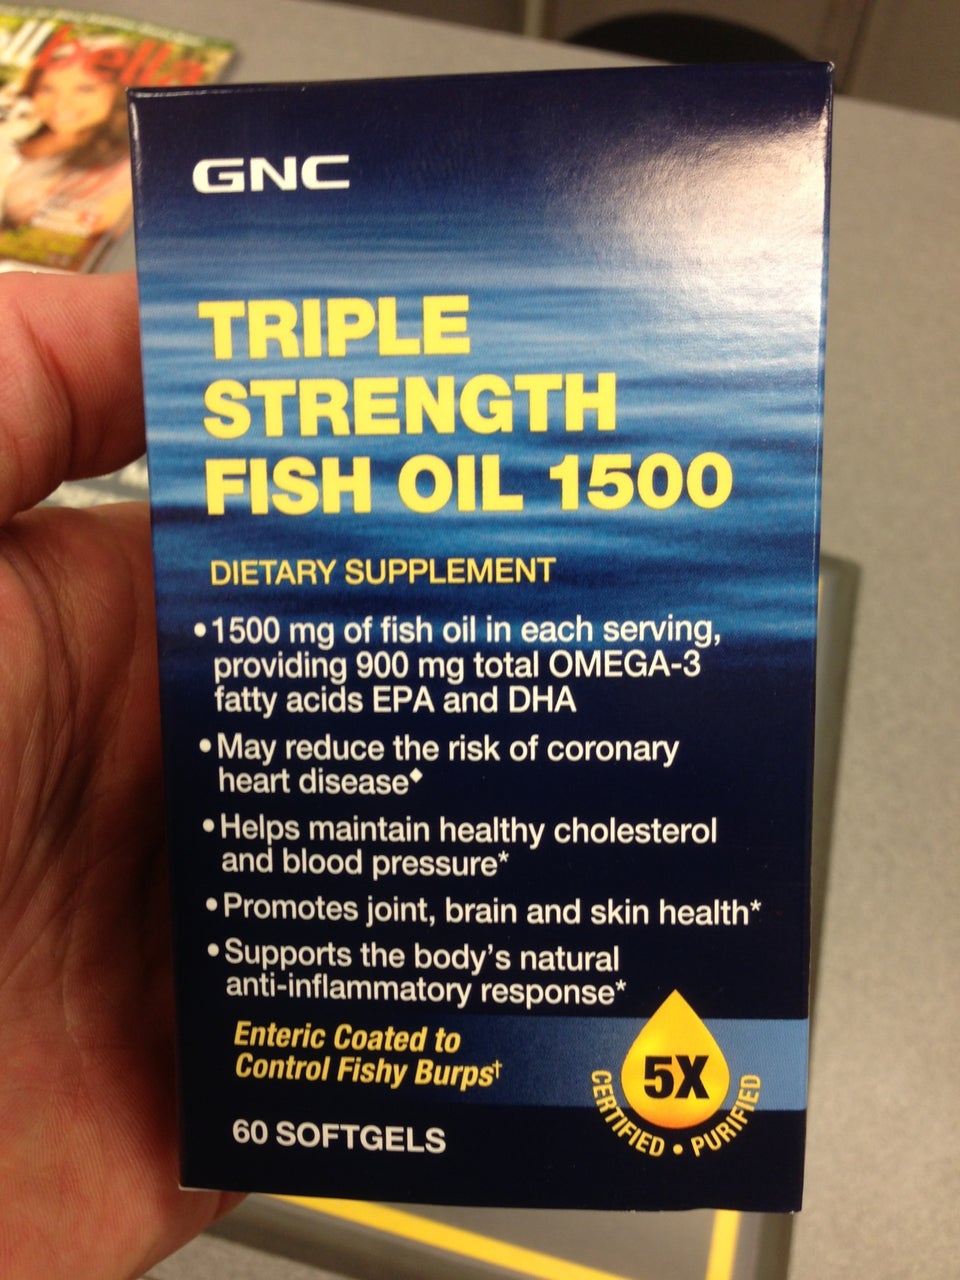 bella
GNC
TRIPLE
STRENGTH
FISH OIL 1500
DIETARY SUPPLEMENT
•1500 mg of fish oil in each serving,
providing 900 mg total OMEGA-3
fatty acids EPA and DHA
•May reduce the risk of coronary
heart disease♦
•Helps maintain healthy cholesterol
and blood pressure*
•Promotes joint, brain and skin health*
•Supports the body's natural
anti-inflammatory response*
Enteric Coated to
Control Fishy Burps†
60 SOFTGELS
5X
CERTIFIED • PURIFIED